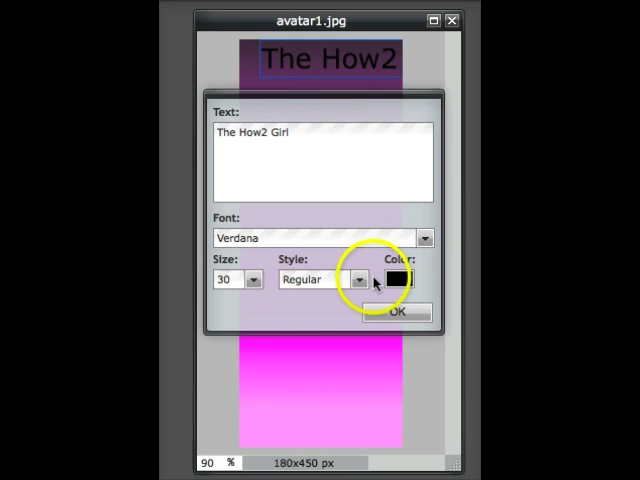 avatar1.jpg
The How2
Text:
The How2 Girl
Font:
Verdana
Size: Style: Color:
30 Regular
OK
90 % 180x450 px